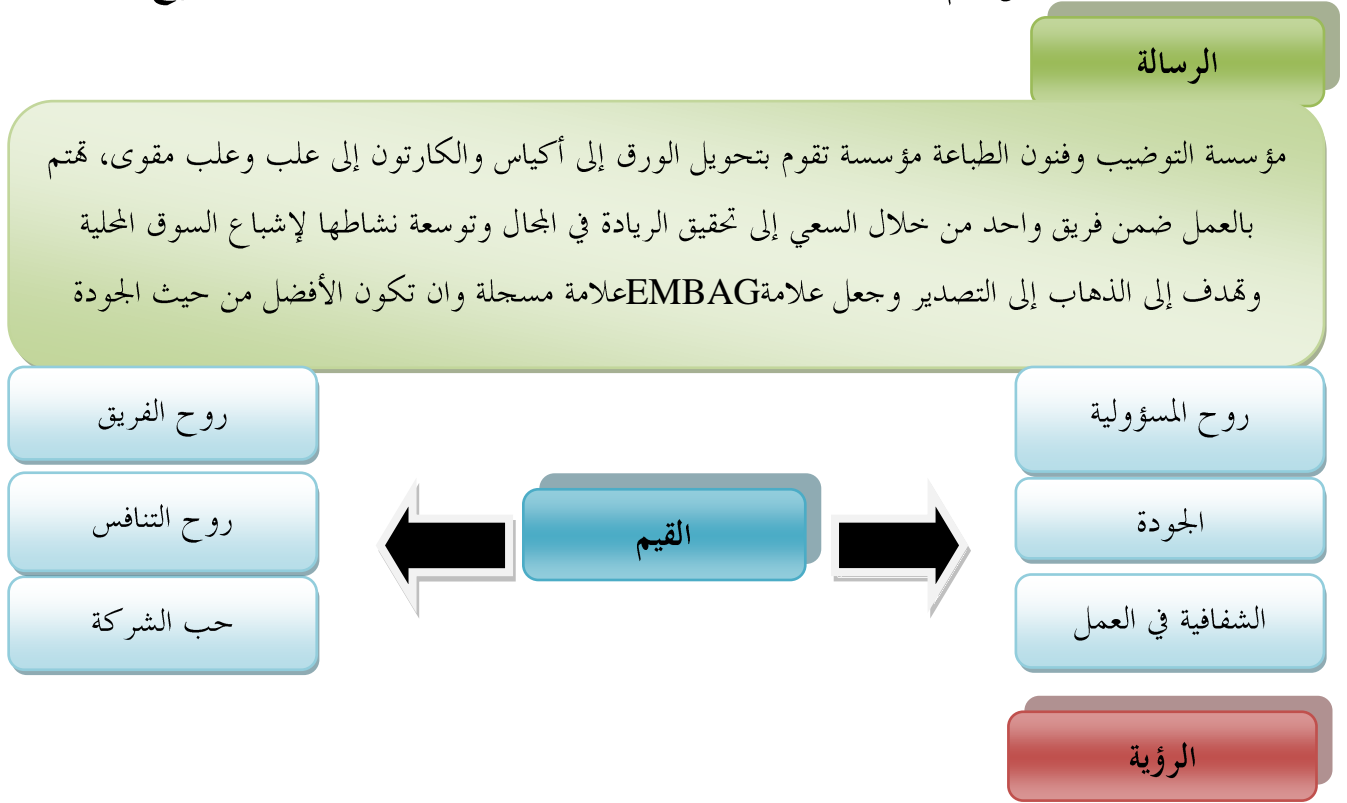 الرسالة
مؤسسة التوضيب وفنون الطباعة مؤسسة تقوم بتحويل الورق إلى أكياس والكارتون إلى علب وعلب مقوى، تهتم
بالعمل ضمن فريق واحد من خلال السعي إلى تحقيق الريادة في المجال وتوسعة نشاطها لإشباع السوق المحلية
وتهدف إلى الذهاب إلى التصدير وجعل علامةEMBAGعلامة مسجلة وان تكون الأفضل من حيث الجودة
روح المسؤولية
روح الفريق
القيم
الجودة
روح التنافس
الشفافية في العمل
حب الشركة
الرؤية